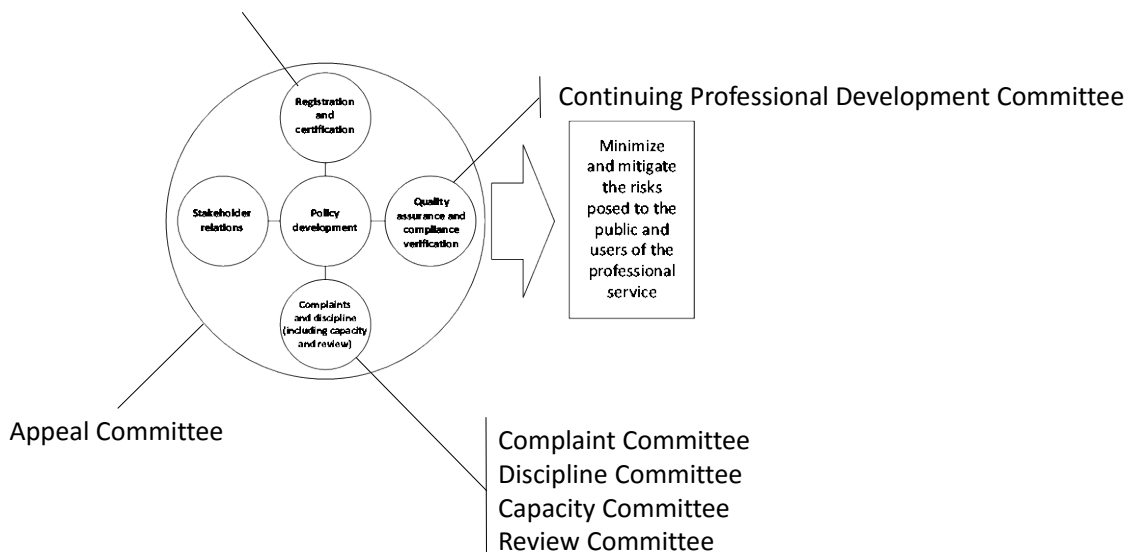 Registration
and
certification
Continuing Professional Development Committee
Minimize
and mitigate
the risks
posed to the
public and
users of the
professional
service
Stakeholder
relations
Policy
development
Quality
assurance and
compliance
verification
Complaints
and discipline
(including capacity
and review)
Appeal Committee
Complaint Committee
Discipline Committee
Capacity Committee
Review Committee